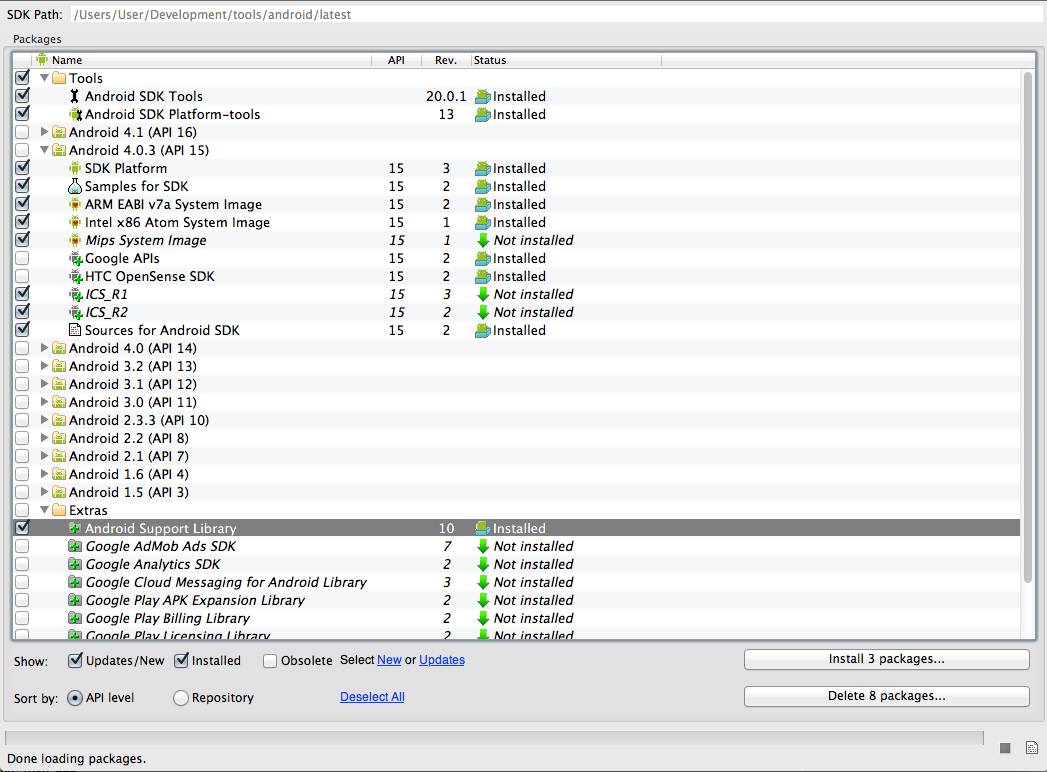 SDK Path: /Users/User/Development/tools/android/latest
Packages
Name API Rev. Status
Tools
Android SDK Tools 20.0.1 Installed
Android SDK Platform-tools 13 Installed
Android 4.1 (API 16)
Android 4.0.3 (API 15)
SDK Platform 15 3 Installed
Samples for SDK 15 2 Installed
ARM EABI v7a System Image 15 2 Installed
Intel x86 Atom System Image 15 1 Installed
Mips System Image 15 1 Not installed
Google APIs 15 2 Installed
HTC OpenSense SDK 15 2 Installed
ICS_R1 15 3 Not installed
ICS_R2 15 2 Not installed
Sources for Android SDK 15 2 Installed
Android 4.0 (API 14)
Android 3.2 (API 13)
Android 3.1 (API 12)
Android 3.0 (API 11)
Android 2.3.3 (API 10)
Android 2.2 (API 8)
Android 2.1 (API 7)
Android 1.6 (API 4)
Android 1.5 (API 3)
Extras
Android Support Library 10 Installed
Google AdMob Ads SDK 7 Not installed
Google Analytics SDK 2 Not installed
Google Cloud Messaging for Android Library 3 Not installed
Google Play APK Expansion Library 2 Not installed
Google Play Billing Library 2 Not installed
Google Play Licensing Library 2 Not installed
Show: Updates/New Installed Obsolete Select New or Updates Install 3 packages...
Sort by: API level Repository Deselect All Delete 8 packages...
Done loading packages.